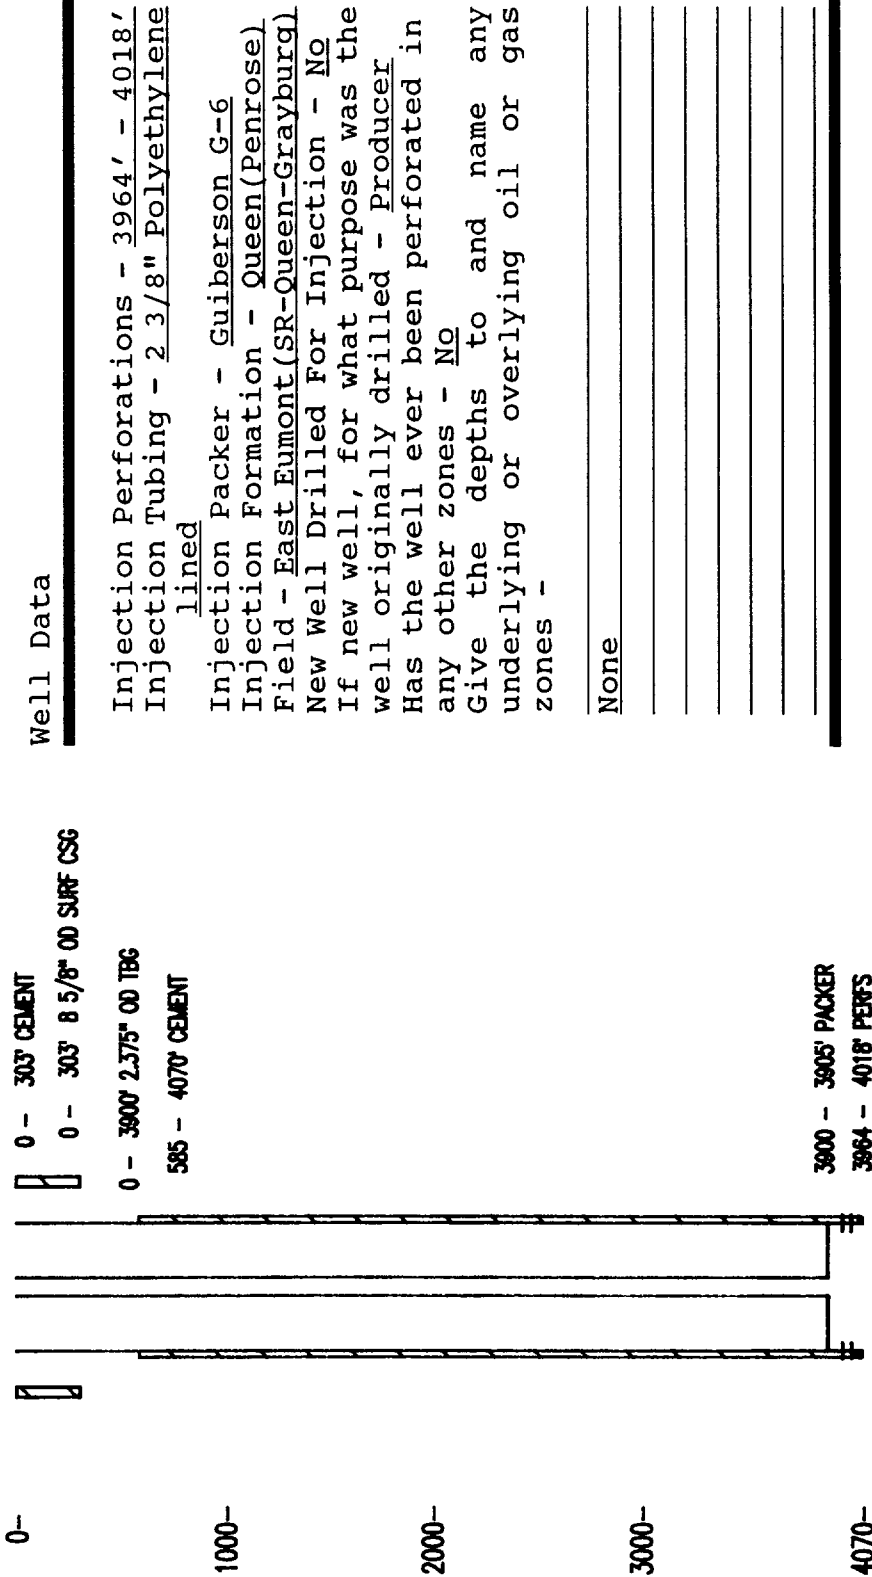 0-
1000-
2000-
3000-
4070-
0 - 303' CEMENT
0 - 303' 8 5/8" OD SURF CSG
0 - 3900' 2.375" OD TBG
585 - 4070' CEMENT
3900 - 3905' PACKER
3964 - 4018' PERFS
Well Data
Injection Perforations - 3964' - 4018'
Injection Tubing - 2 3/8" Polyethylene
lined
Injection Packer - Guiberson G-6
Injection Formation - Queen(Penrose)
Field - East Eumont(SR-Queen-Grayburg)
New Well Drilled For Injection - No
If new well, for what purpose was the
well originally drilled - Producer
Has the well ever been perforated in
any other zones - No
Give the depths to and name any
underlying or overlying oil or gas
zones -
None